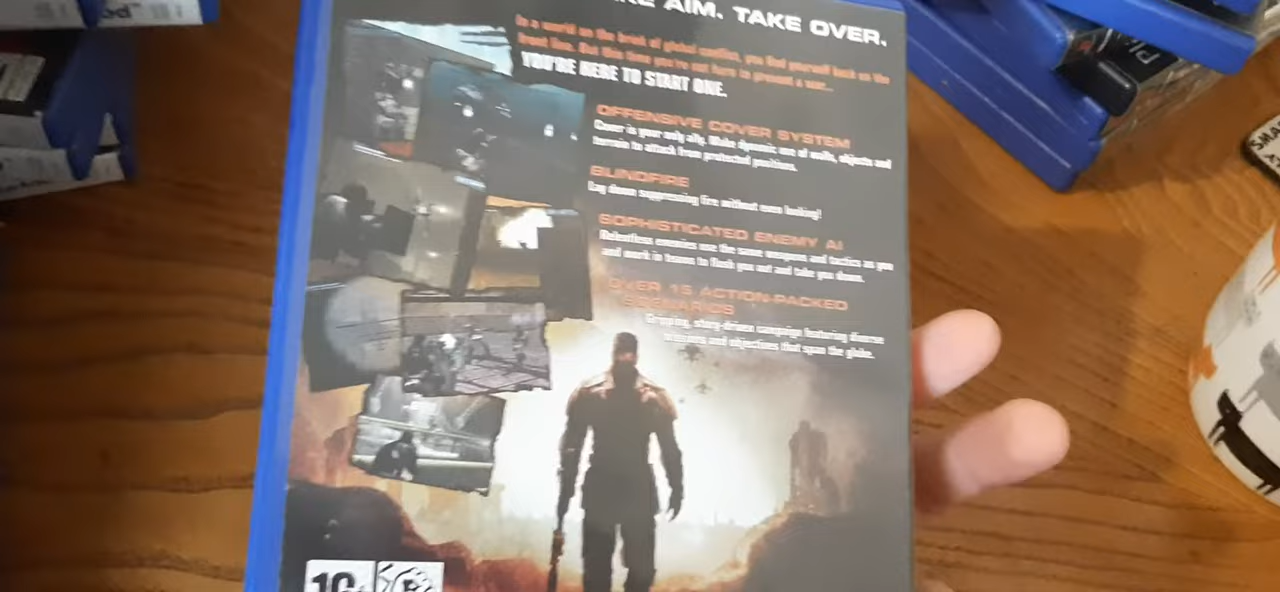 KE AIM. TAKE OVER.
In a world on the brink of global conflict, you find yourself back on the
front line. But this time you're not here to prevent a war...
YOU'RE HERE TO START ONE.
OFFENSIVE COVER SYSTEM
Cover is your only ally. Make dynamic use of walls, objects and
terrain to attack from protected positions.
BLINDFIRE
Lay down suppressing fire without even looking!
SOPHISTICATED ENEMY AI
Relentless enemies use the same weapons and tactics as you
and work in teams to flush you out and take you down.
OVER 15 ACTION-PACKED
SCENARIOS
Gripping, story-driven campaign featuring diverse
missions and objectives that span the globe.
16+